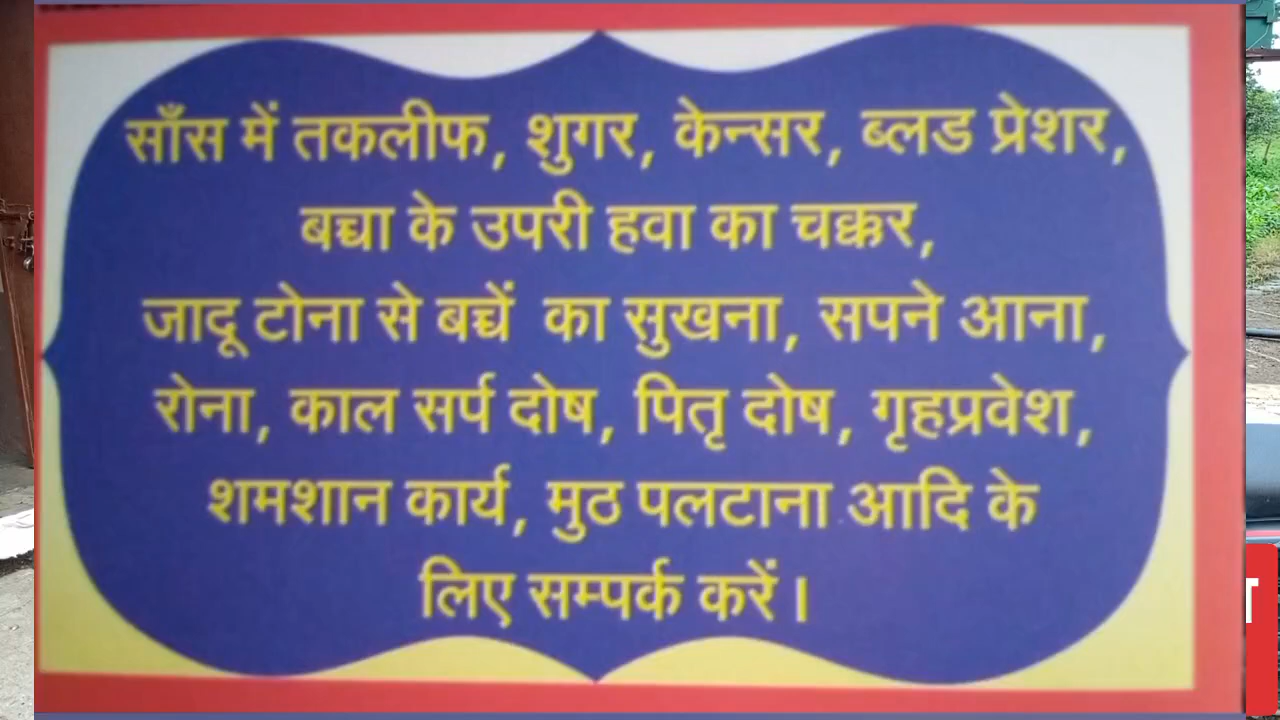 साँस में तकलीफ, शुगर, केन्सर, ब्लड प्रेशर,
बच्चा के उपरी हवा का चक्कर,
जादू टोना से बच्चें का सुखना, सपने आना,
रोना, काल सर्प दोष, पितृ दोष, गृहप्रवेश,
शमशान कार्य, मुठ पलटाना आदि के
लिए सम्पर्क करें।